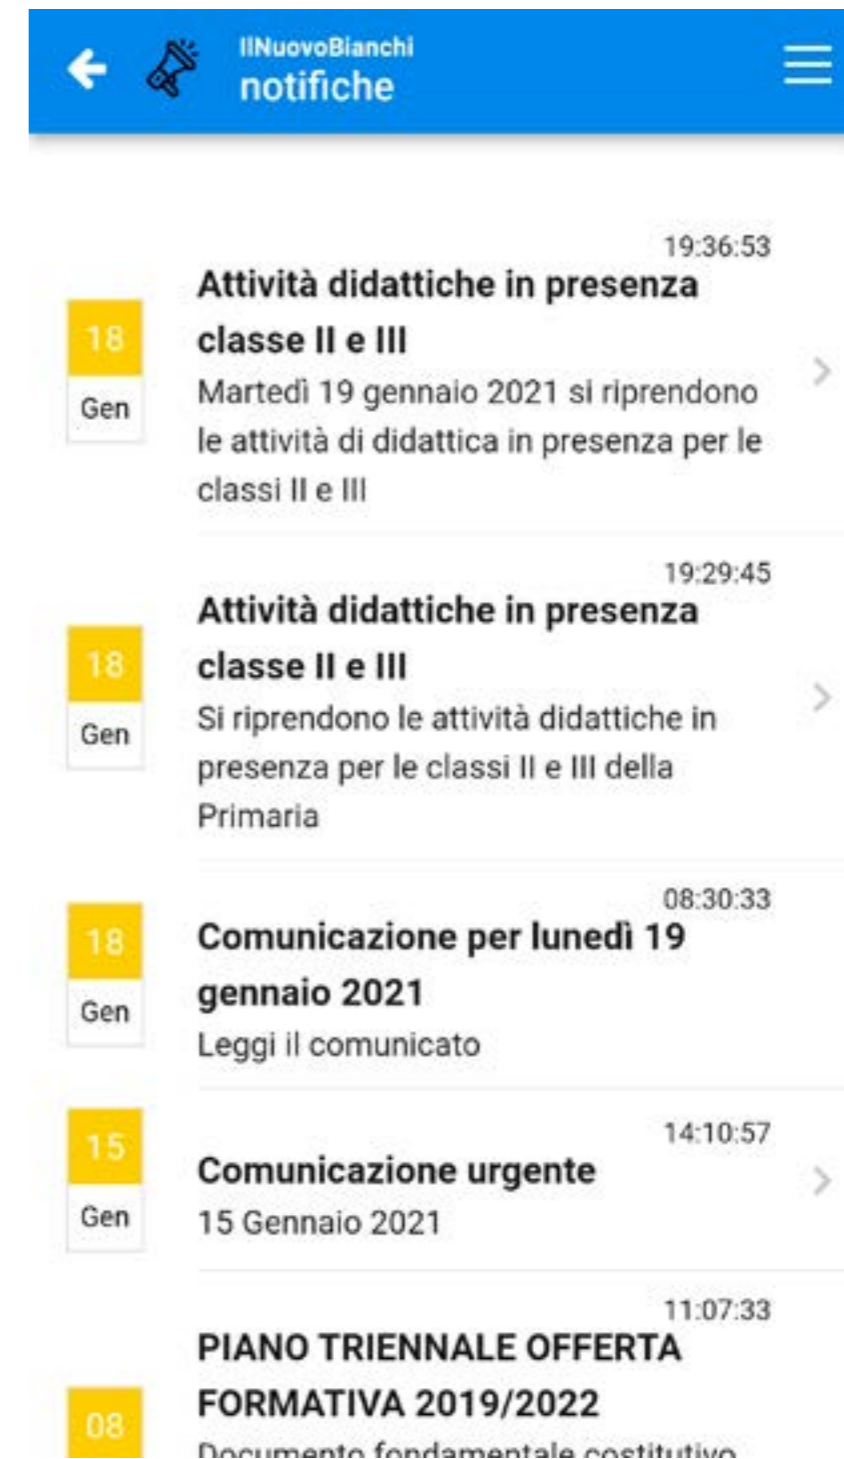 IlNuovoBianchi
notifiche
19:36:53
18
Gen
Attività didattiche in presenza
classe II e III
Martedì 19 gennaio 2021 si riprendono
le attività di didattica in presenza per le
classi II e III
19:29:45
18
Gen
Attività didattiche in presenza
classe II e III
Si riprendono le attività didattiche in
presenza per le classi II e III della
Primaria
08:30:33
18
Gen
Comunicazione per lunedì 19
gennaio 2021
Leggi il comunicato
14:10:57
15
Gen
Comunicazione urgente
15 Gennaio 2021
11:07:33
08
PIANO TRIENNALE OFFERTA
FORMATIVA 2019/2022
Documento fondamentale costitutivo